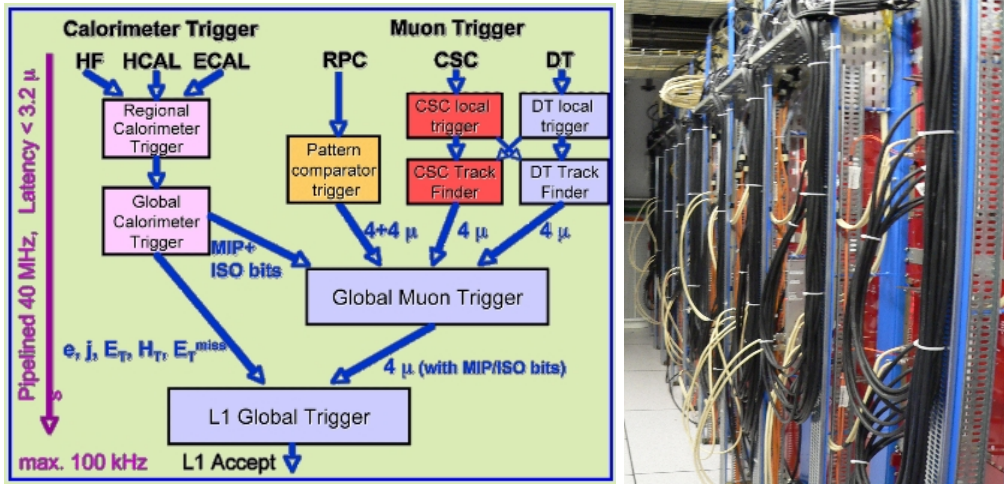 Calorimeter Trigger
Muon Trigger
HF HCAL ECAL
RPC CSC DT
Regional
Calorimeter
Trigger
CSC local
trigger
DT local
trigger
Pattern
comparator
trigger
CSC Track
Finder
DT Track
Finder
Global
Calorimeter
Trigger
MIP+
ISO bits
4+4 μ
4 μ
4 μ
Global Muon Trigger
e, j, E_T, H_T, E_T^miss
4 μ (with MIP/ISO bits)
L1 Global Trigger
L1 Accept
max. 100 kHz
Pipelined 40 MHz, Latency < 3.2 μ
s